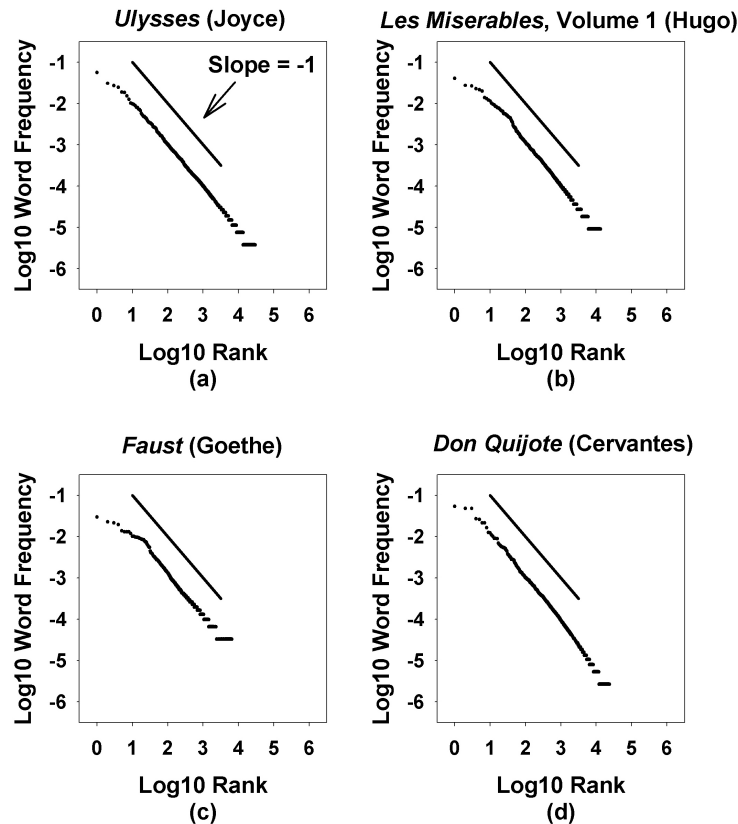 Ulysses (Joyce)
Slope = -1
Log10 Word Frequency
-1
-2
-3
-4
-5
-6
0 1 2 3 4 5 6
Log10 Rank
(a)
Les Miserables, Volume 1 (Hugo)
Log10 Word Frequency
-1
-2
-3
-4
-5
-6
0 1 2 3 4 5 6
Log10 Rank
(b)
Faust (Goethe)
Log10 Word Frequency
-1
-2
-3
-4
-5
-6
0 1 2 3 4 5 6
Log10 Rank
(c)
Don Quijote (Cervantes)
Log10 Word Frequency
-1
-2
-3
-4
-5
-6
0 1 2 3 4 5 6
Log10 Rank
(d)